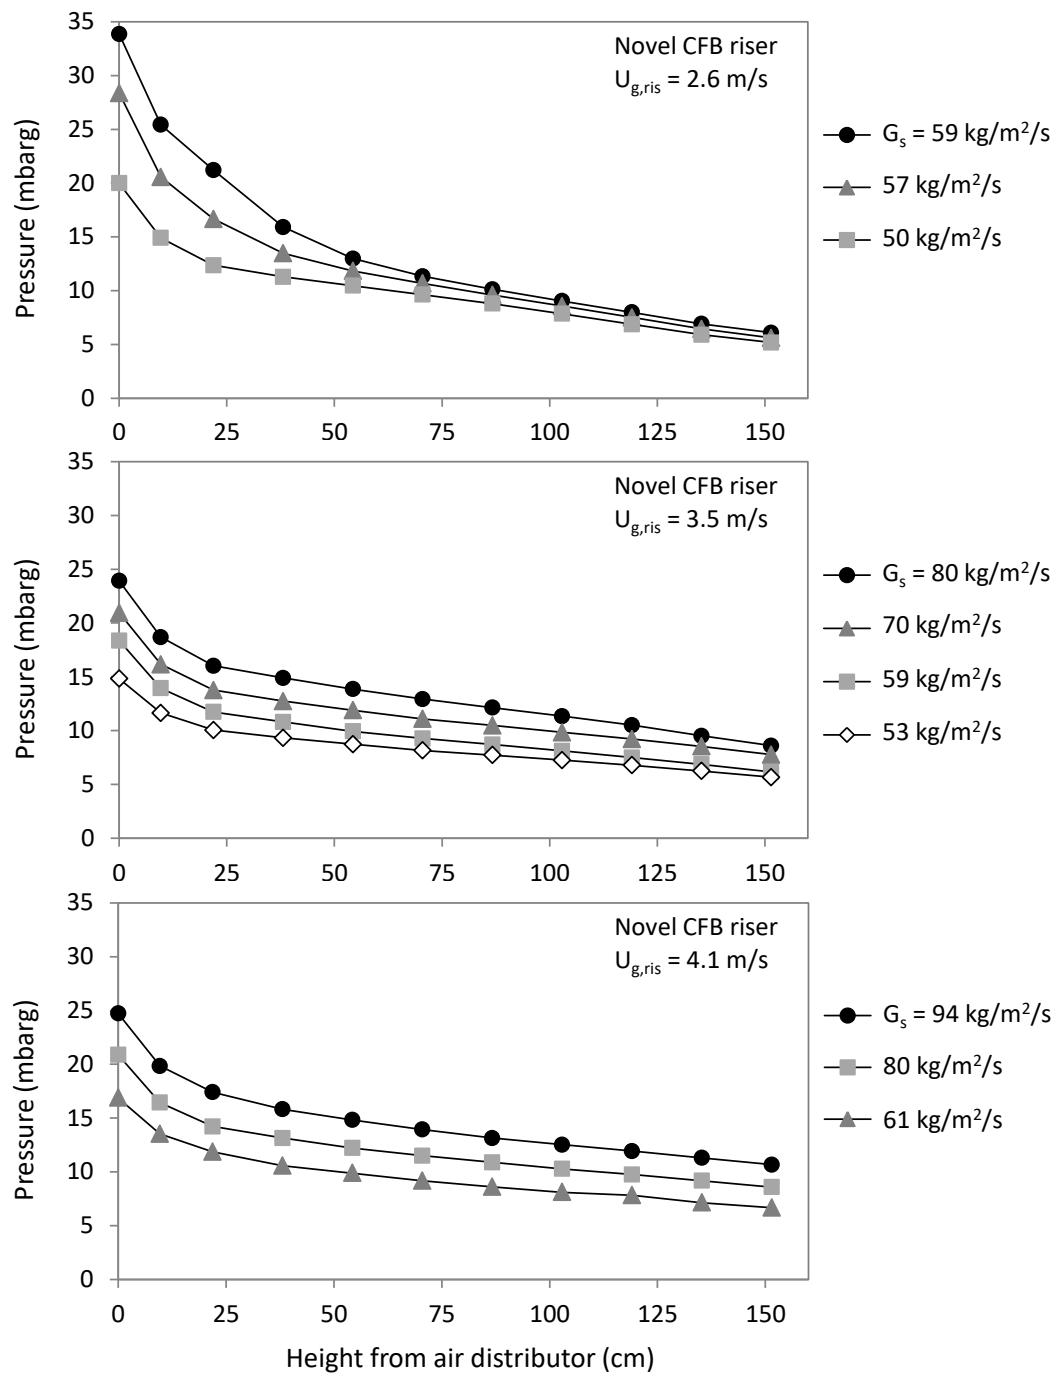 35
30
25
20
15
10
5
0
Pressure (mbarg)
Novel CFB riser
U_g,ris = 2.6 m/s
G_s = 59 kg/m²/s
57 kg/m²/s
50 kg/m²/s
0 25 50 75 100 125 150
35
30
25
20
15
10
5
0
Pressure (mbarg)
Novel CFB riser
U_g,ris = 3.5 m/s
G_s = 80 kg/m²/s
70 kg/m²/s
59 kg/m²/s
53 kg/m²/s
0 25 50 75 100 125 150
35
30
25
20
15
10
5
0
Pressure (mbarg)
Novel CFB riser
U_g,ris = 4.1 m/s
G_s = 94 kg/m²/s
80 kg/m²/s
61 kg/m²/s
0 25 50 75 100 125 150
Height from air distributor (cm)